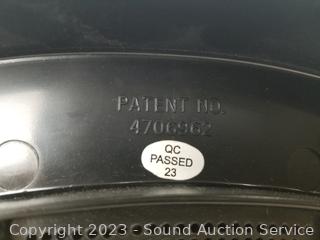 PATENT NO.
4706962
QC
PASSED
23
Copyright 2023 - Sound Auction Service